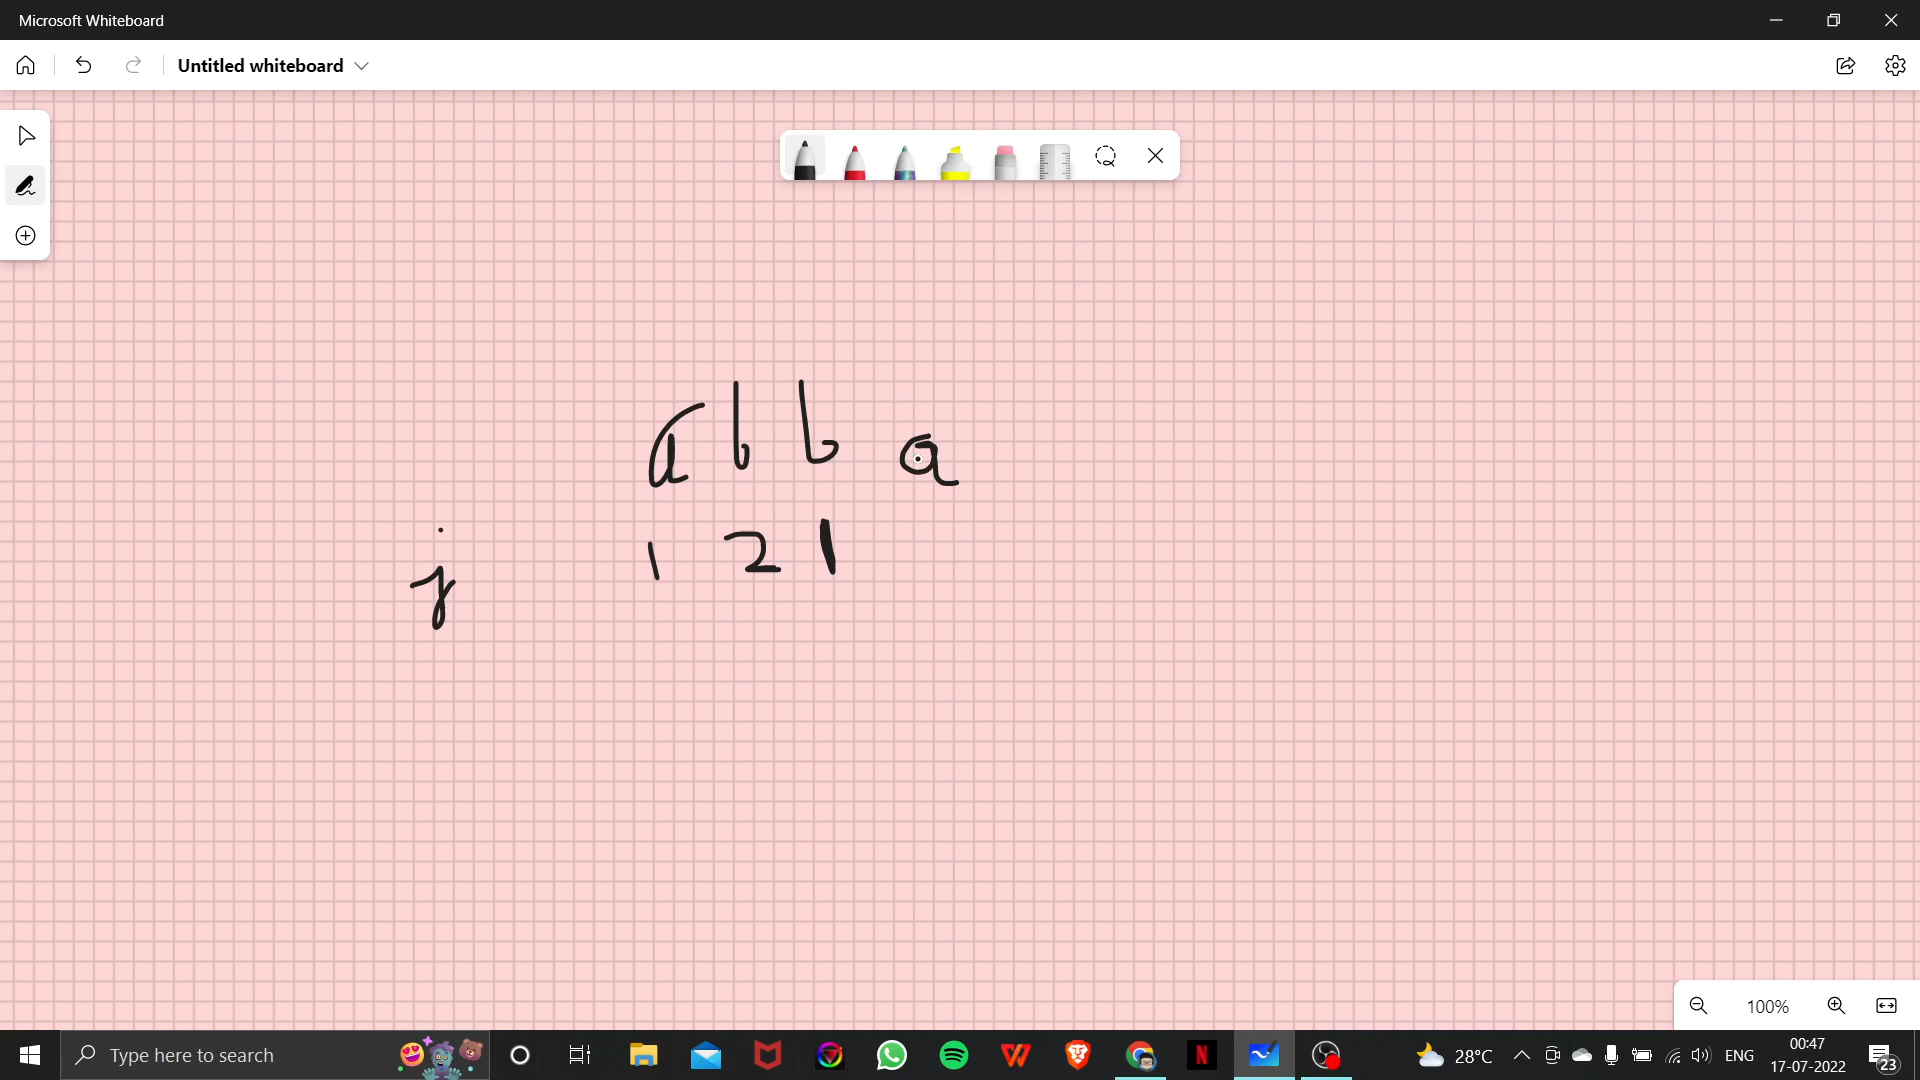 Microsoft Whiteboard
Untitled whiteboard
a b b a
1 2 1
j
100%
Type here to search
28°C
ENG
00:47
17-07-2022
23